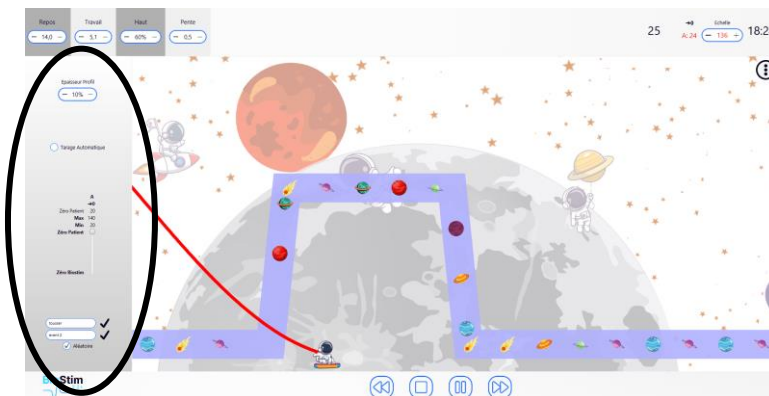 Repos Travail Haut Pente
14,0 5,1 60% 0,5
25
Echelle
A: 24 136
18:2
Epaisseur Profil
10%
Tarage Automatique
A
Zéro Patient 20
Max 140
Min 20
Zéro Patient
Zéro Biostim
Aléatoire
Stim